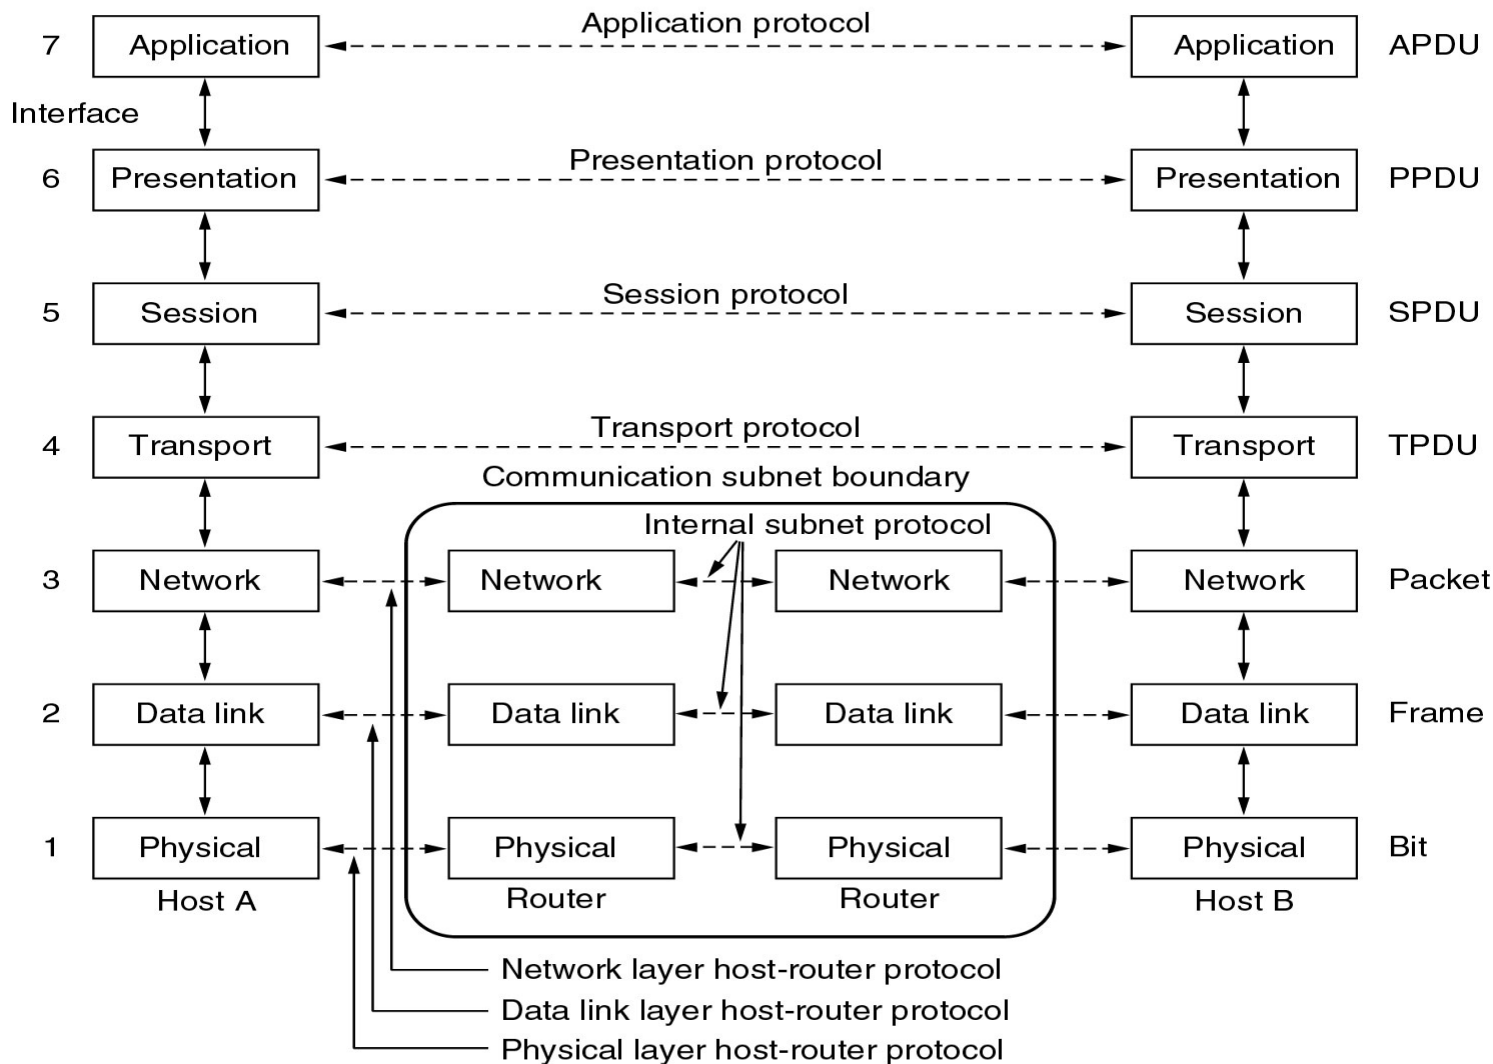 Application protocol
7 Application Application APDU
Interface
Presentation protocol
6 Presentation Presentation PPDU
Session protocol
5 Session Session SPDU
Transport protocol
4 Transport Transport TPDU
Communication subnet boundary
Internal subnet protocol
3 Network Network Network Network Packet
2 Data link Data link Data link Data link Frame
1 Physical Physical Physical Physical Bit
Host A Router Router Host B
Network layer host-router protocol
Data link layer host-router protocol
Physical layer host-router protocol